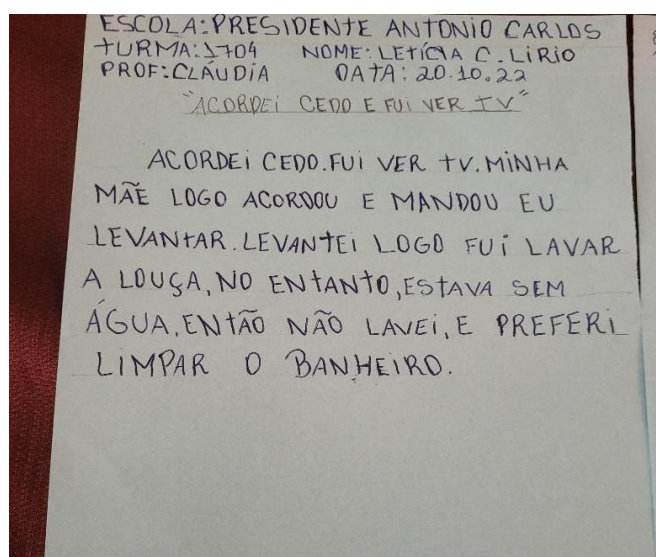 ESCOLA: PRESIDENTE ANTONIO CARLOS
TURMA: 1704 NOME: LETÍCIA C. LIRIO
PROF: CLÁUDIA DATA: 20.10.22
"ACORDEI CEDO E FUI VER TV"
ACORDEI CEDO. FUI VER TV. MINHA
MÃE LOGO ACORDOU E MANDOU EU
LEVANTAR. LEVANTEI LOGO FUI LAVAR
A LOUÇA, NO ENTANTO, ESTAVA SEM
ÁGUA, ENTÃO NÃO LAVEI, E PREFERI
LIMPAR O BANHEIRO.